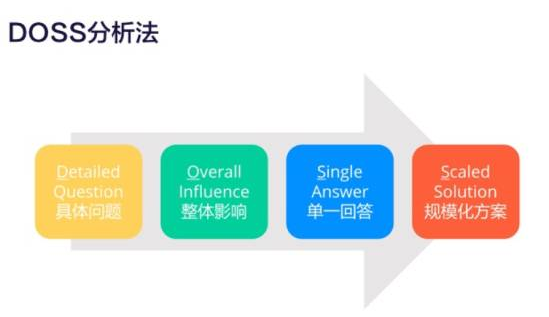 DOSS分析法
Detailed
Question
具体问题
Overall
Influence
整体影响
Single
Answer
单一回答
Scaled
Solution
规模化方案